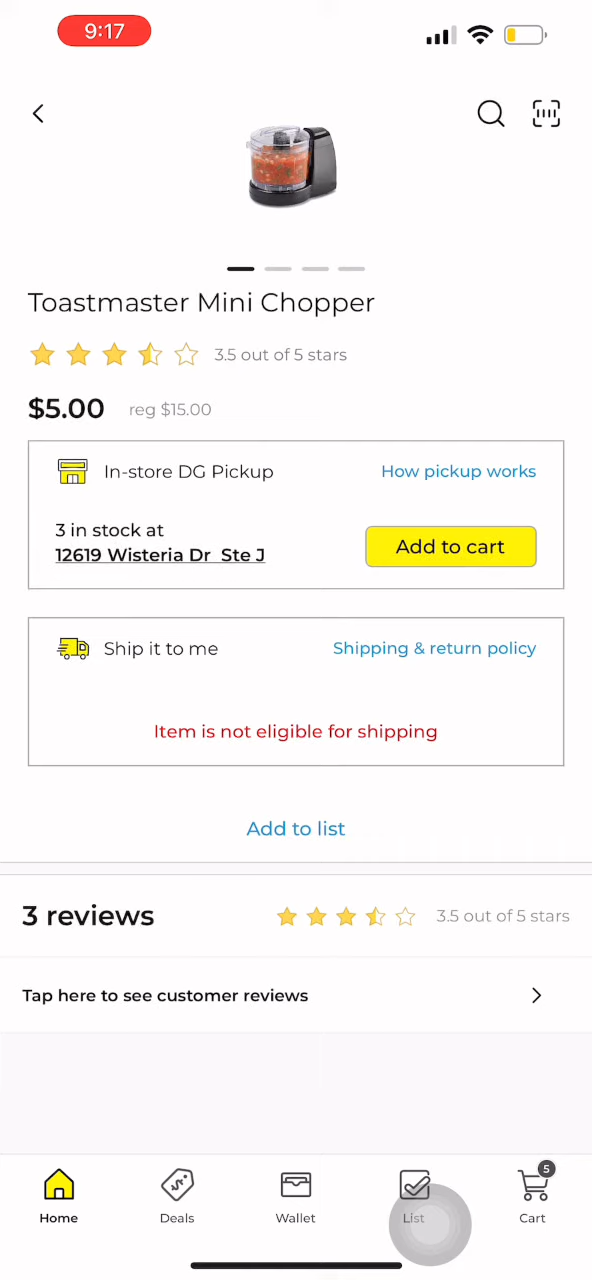 9:17
Toastmaster Mini Chopper
3.5 out of 5 stars
$5.00 reg $15.00
In-store DG Pickup How pickup works
3 in stock at
12619 Wisteria Dr Ste J
Add to cart
Ship it to me Shipping & return policy
Item is not eligible for shipping
Add to list
3 reviews 3.5 out of 5 stars
Tap here to see customer reviews
5
Home Deals Wallet List Cart